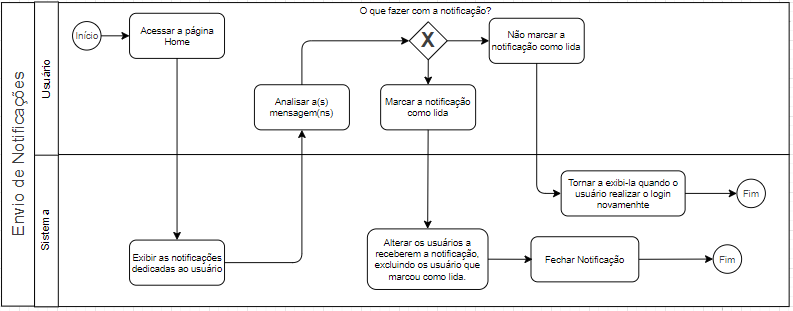 Envio de Notificações
Usuário
Sistema
O que fazer com a notificação?
Início
Acessar a página
Home
X
Não marcar a
notificação como lida
Analisar a(s)
mensagem(ns)
Marcar a notificação
como lida
Tornar a exibi-la quando o
usuário realizar o login
novamenhte
Fim
Exibir as notificações
dedicadas ao usuário
Alterar os usuários a
receberem a notificação,
excluindo os usuário que
marcou como lida.
Fechar Notificação
Fim